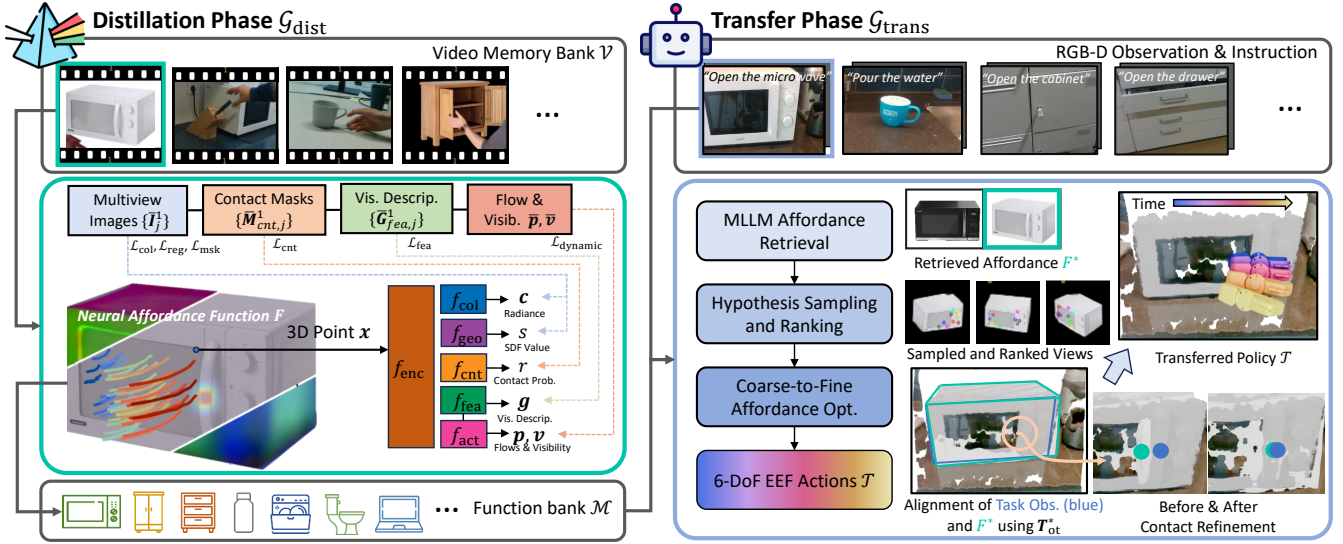 Distillation Phase 𝒢dist
Video Memory Bank 𝒱
...
Multiview
Images {Ī¹ⱼ}
Contact Masks
{M̄¹cnt,j}
Vis. Descrip.
{Ḡ¹fea,j}
Flow &
Visib. p̄, v̄
ℒcol, ℒreg, ℒmsk
ℒcnt
ℒfea
ℒdynamic
Neural Affordance Function F
3D Point x
fenc
fcol
c
Radiance
fgeo
s
SDF Value
fcnt
r
Contact Prob.
ffea
g
Vis. Descrip.
fact
p, v
Flows & Visibility
... Function bank ℳ
Transfer Phase 𝒢trans
RGB-D Observation & Instruction
"Open the microwave"
"Pour the water"
"Open the cabinet"
"Open the drawer"
...
MLLM Affordance
Retrieval
Hypothesis Sampling
and Ranking
Coarse-to-Fine
Affordance Opt.
6-DoF EEF Actions 𝒯
Retrieved Affordance F*
Sampled and Ranked Views
Time
Transferred Policy 𝒯
Alignment of Task Obs. (blue)
and F* using T*ot
Before & After
Contact Refinement